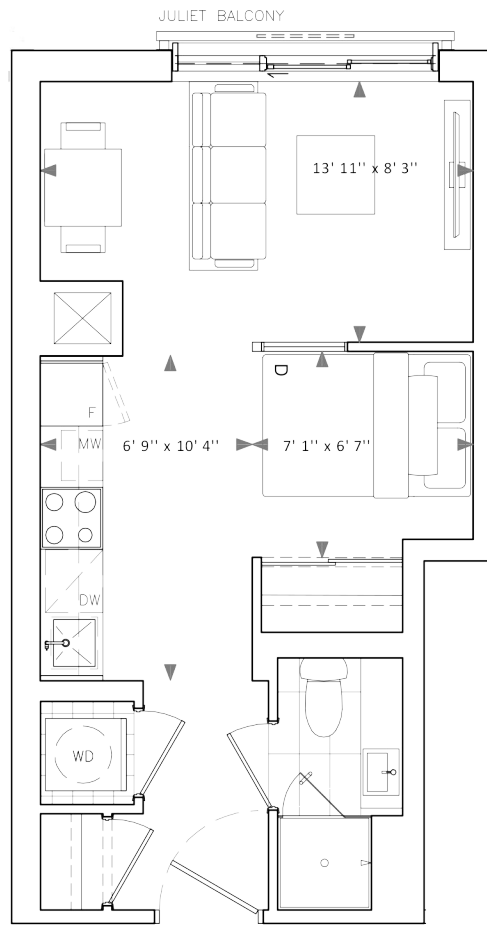 JULIET BALCONY
13' 11'' x 8' 3''
D
F
MW
6' 9'' x 10' 4''
7' 1'' x 6' 7''
DW
WD